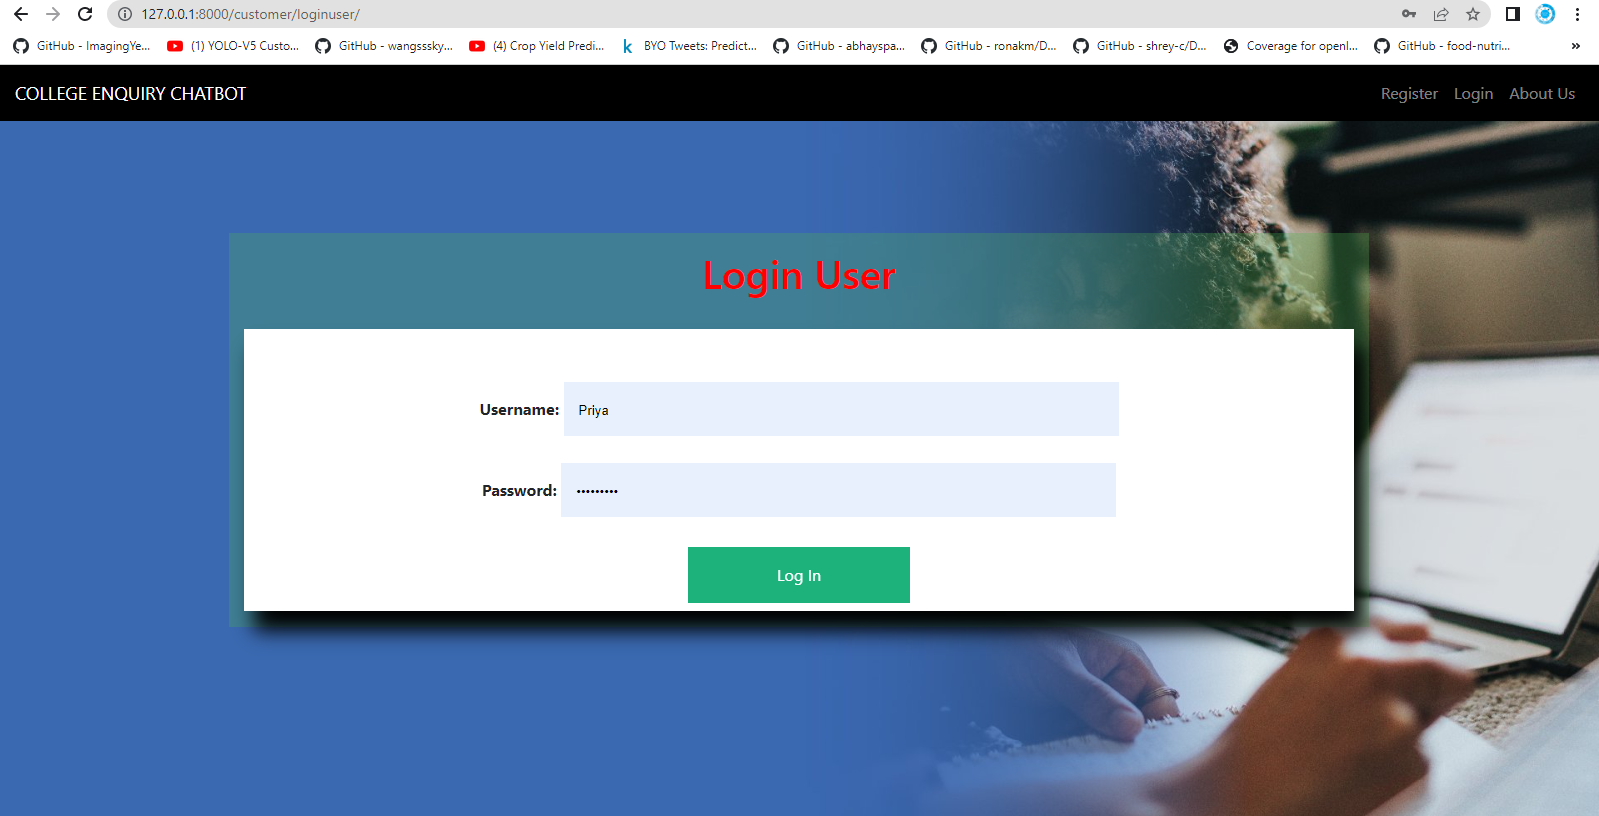 127.0.0.1:8000/customer/loginuser/
GitHub - ImagingYe... (1) YOLO-V5 Custo... GitHub - wangsssky... (4) Crop Yield Predi... BYO Tweets: Predict... GitHub - abhayspa... GitHub - ronakm/D... GitHub - shrey-c/D... Coverage for openl... GitHub - food-nutri... »
COLLEGE ENQUIRY CHATBOT Register Login About Us
Login User
Username: Priya
Password: •••••••••
Log In